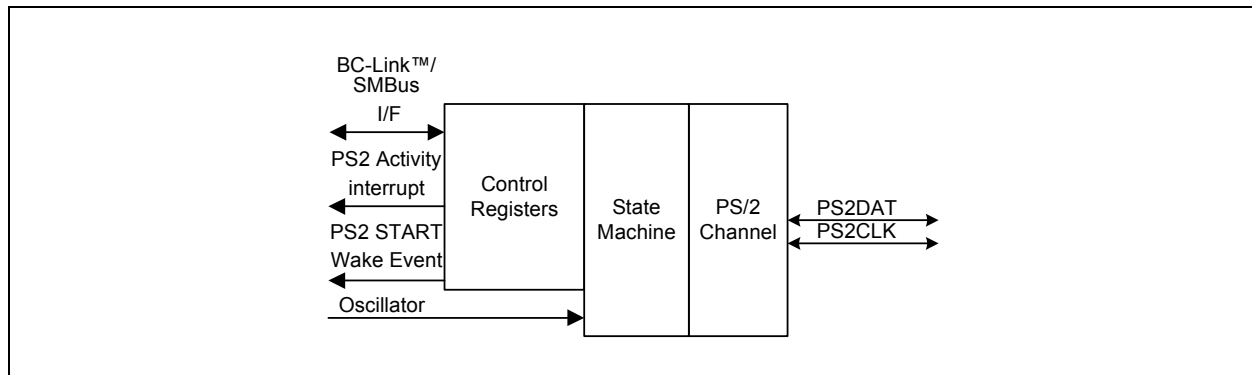 BC-Link™/
SMBus
I/F
PS2 Activity
interrupt
PS2 START
Wake Event
Oscillator
Control
Registers
State
Machine
PS/2
Channel
PS2DAT
PS2CLK